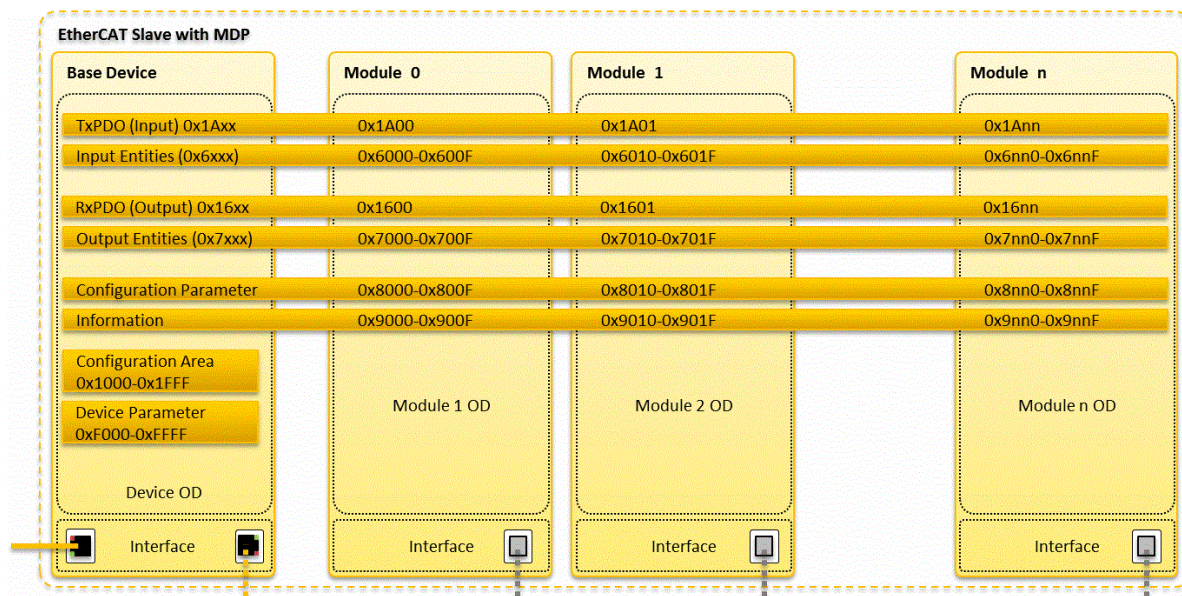 EtherCAT Slave with MDP
Base Device Module 0 Module 1 Module n
TxPDO (Input) 0x1Axx 0x1A00 0x1A01 0x1Ann
Input Entities (0x6xxx) 0x6000-0x600F 0x6010-0x601F 0x6nn0-0x6nnF
RxPDO (Output) 0x16xx 0x1600 0x1601 0x16nn
Output Entities (0x7xxx) 0x7000-0x700F 0x7010-0x701F 0x7nn0-0x7nnF
Configuration Parameter 0x8000-0x800F 0x8010-0x801F 0x8nn0-0x8nnF
Information 0x9000-0x900F 0x9010-0x901F 0x9nn0-0x9nnF
Configuration Area
0x1000-0x1FFF
Device Parameter
0xF000-0xFFFF
Module 1 OD Module 2 OD Module n OD
Device OD
Interface Interface Interface Interface